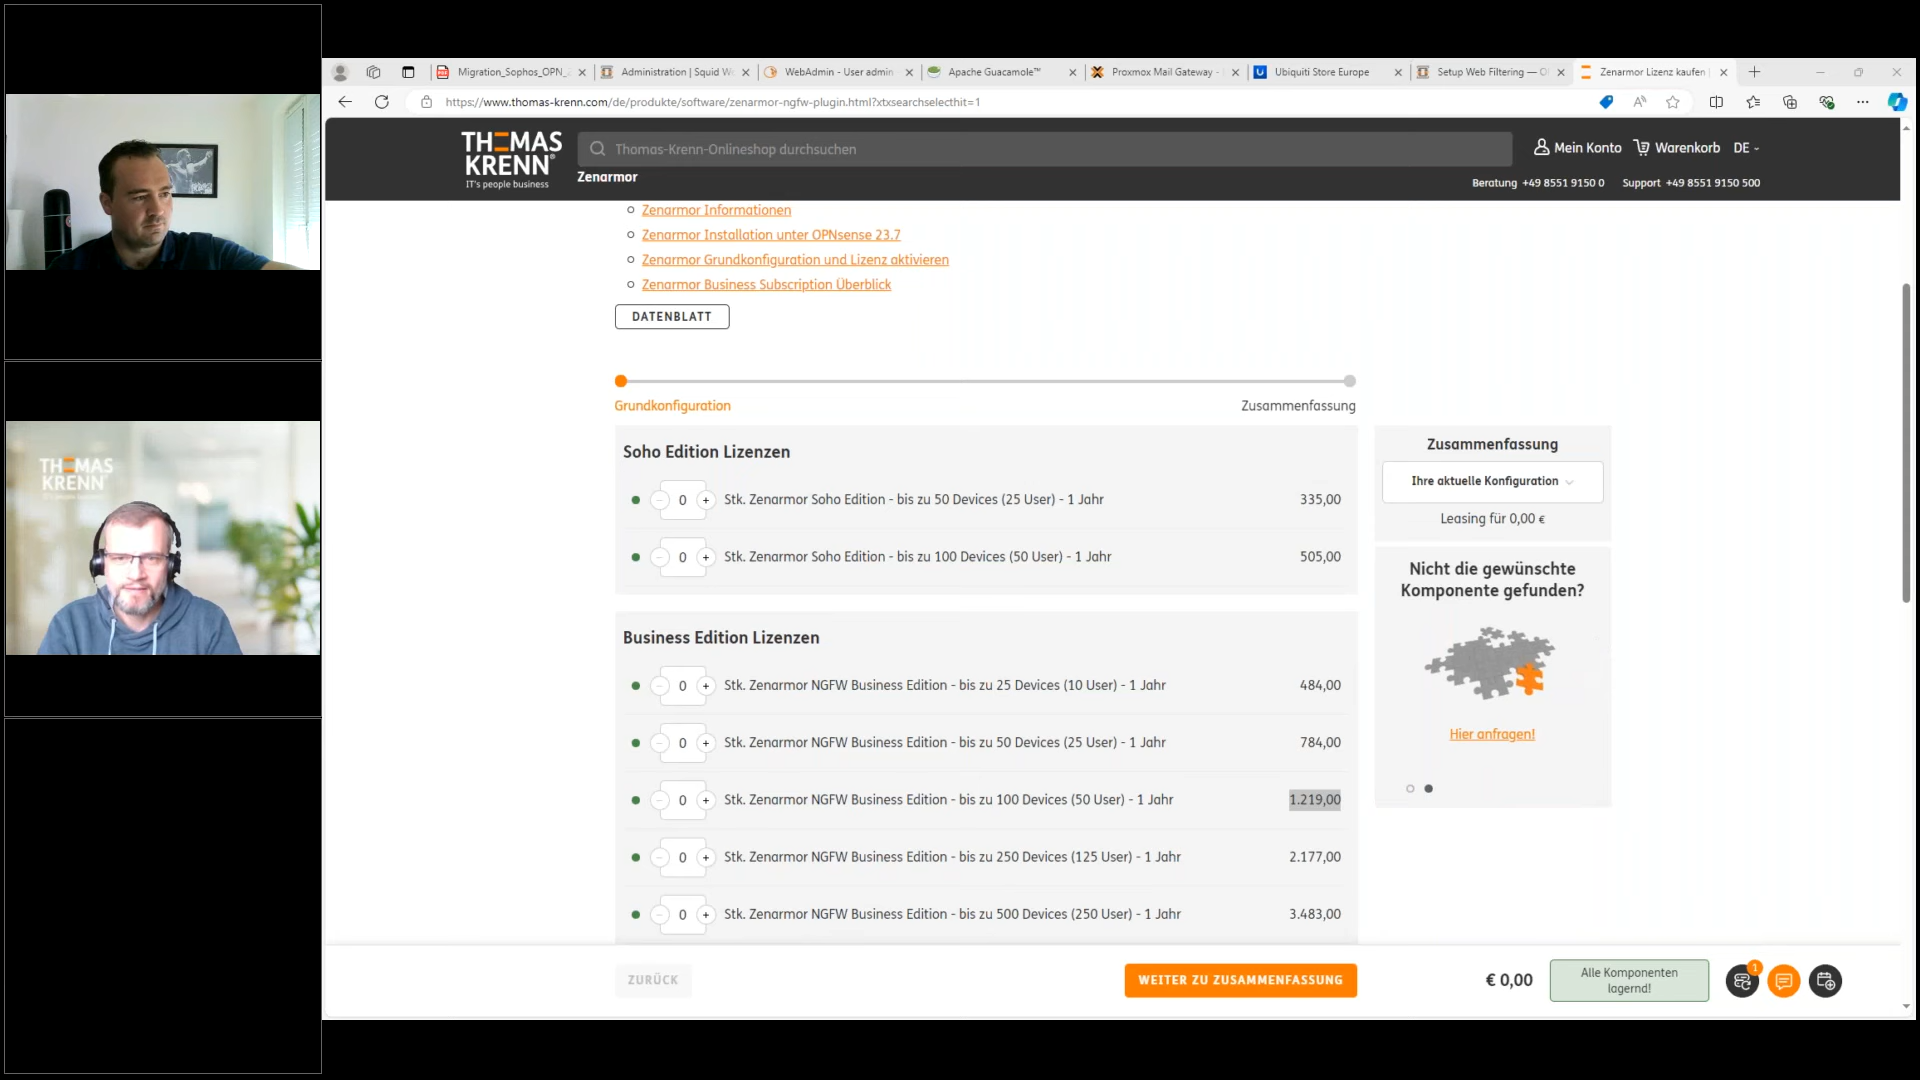 Migration_Sophos_OPN_
Administration | Squid W
WebAdmin - User admin
Apache Guacamole™
Proxmox Mail Gateway -
Ubiquiti Store Europe
Setup Web Filtering — O
Zenarmor Lizenz kaufen
https://www.thomas-krenn.com/de/produkte/software/zenarmor-ngfw-plugin.html?xtxsearchselecthit=1
THOMAS
KRENN®
IT's people business
Thomas-Krenn-Onlineshop durchsuchen
Mein Konto
Warenkorb
DE
Zenarmor
Beratung +49 8551 9150 0
Support +49 8551 9150 500
Zenarmor Informationen
Zenarmor Installation unter OPNsense 23.7
Zenarmor Grundkonfiguration und Lizenz aktivieren
Zenarmor Business Subscription Überblick
DATENBLATT
Grundkonfiguration
Zusammenfassung
Soho Edition Lizenzen
0 Stk. Zenarmor Soho Edition - bis zu 50 Devices (25 User) - 1 Jahr 335,00
0 Stk. Zenarmor Soho Edition - bis zu 100 Devices (50 User) - 1 Jahr 505,00
Business Edition Lizenzen
0 Stk. Zenarmor NGFW Business Edition - bis zu 25 Devices (10 User) - 1 Jahr 484,00
0 Stk. Zenarmor NGFW Business Edition - bis zu 50 Devices (25 User) - 1 Jahr 784,00
0 Stk. Zenarmor NGFW Business Edition - bis zu 100 Devices (50 User) - 1 Jahr 1.219,00
0 Stk. Zenarmor NGFW Business Edition - bis zu 250 Devices (125 User) - 1 Jahr 2.177,00
0 Stk. Zenarmor NGFW Business Edition - bis zu 500 Devices (250 User) - 1 Jahr 3.483,00
Zusammenfassung
Ihre aktuelle Konfiguration
Leasing für 0,00 €
Nicht die gewünschte
Komponente gefunden?
Hier anfragen!
ZURÜCK
WEITER ZU ZUSAMMENFASSUNG
€ 0,00
Alle Komponenten
lagernd!
1
THOMAS
KRENN